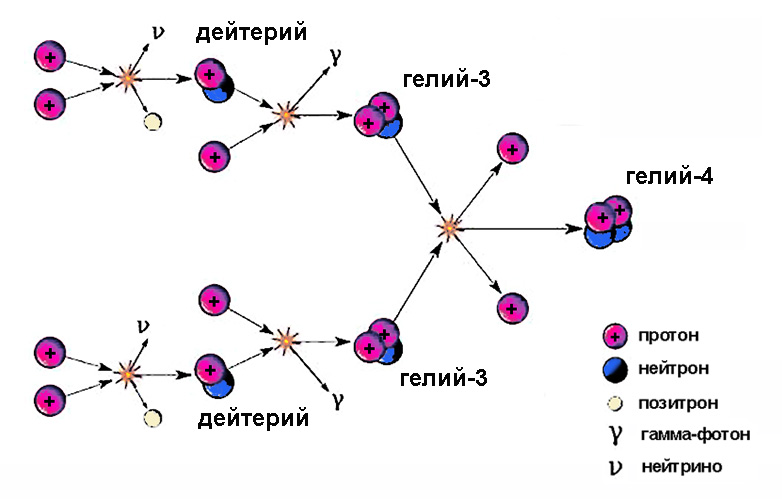 дейтерий
ν
γ
гелий-3
гелий-4
ν
гелий-3
дейтерий
γ
протон
нейтрон
позитрон
γ гамма-фотон
ν нейтрино